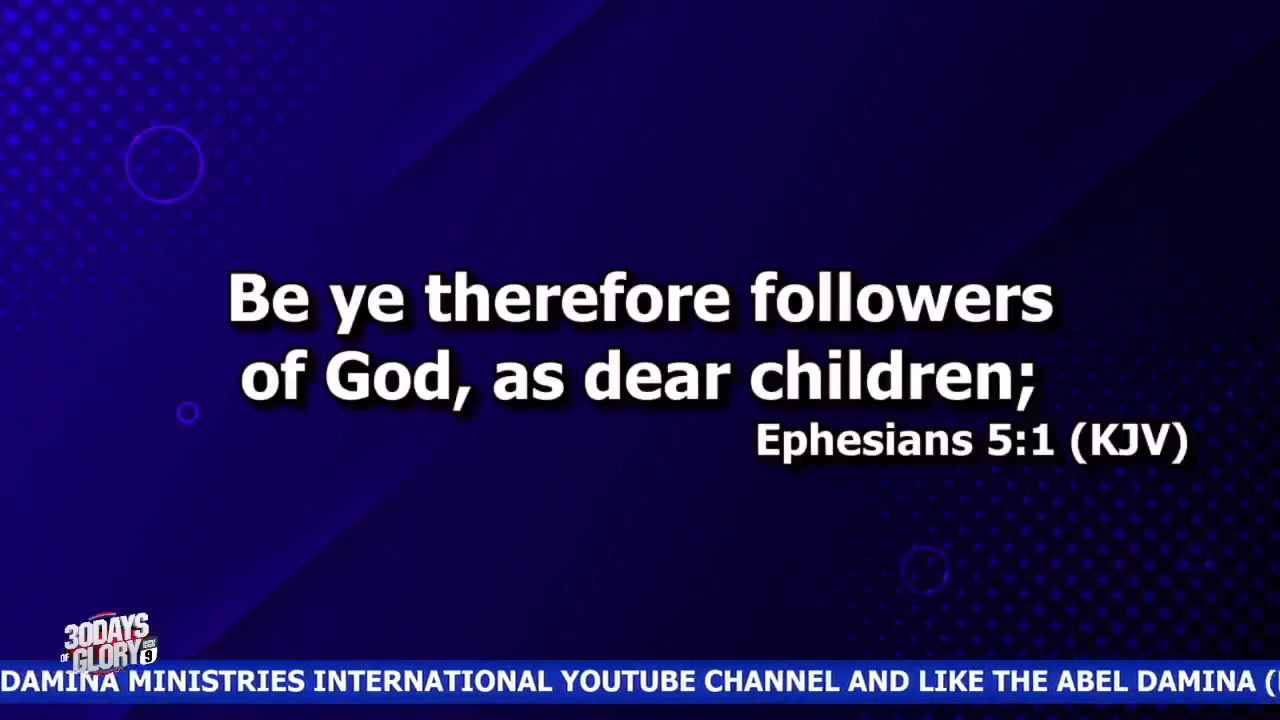 Be ye therefore followers
of God, as dear children;
Ephesians 5:1 (KJV)
30DAYS
OF GLORY 9
DAMINA MINISTRIES INTERNATIONAL YOUTUBE CHANNEL AND LIKE THE ABEL DAMINA (